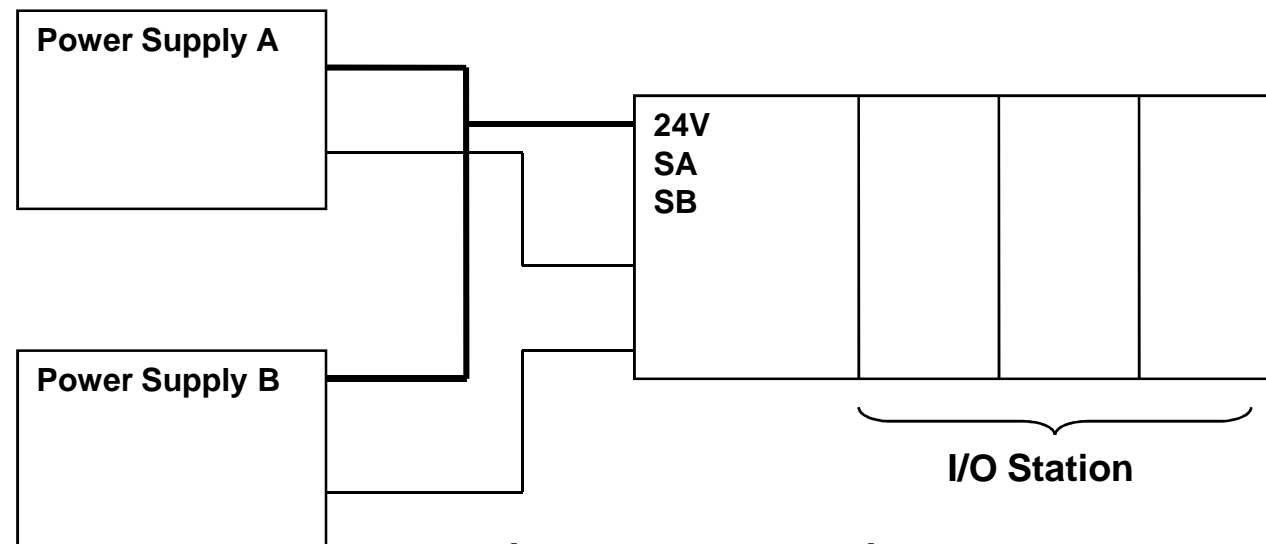 Power Supply A
24V
SA
SB
Power Supply B
I/O Station